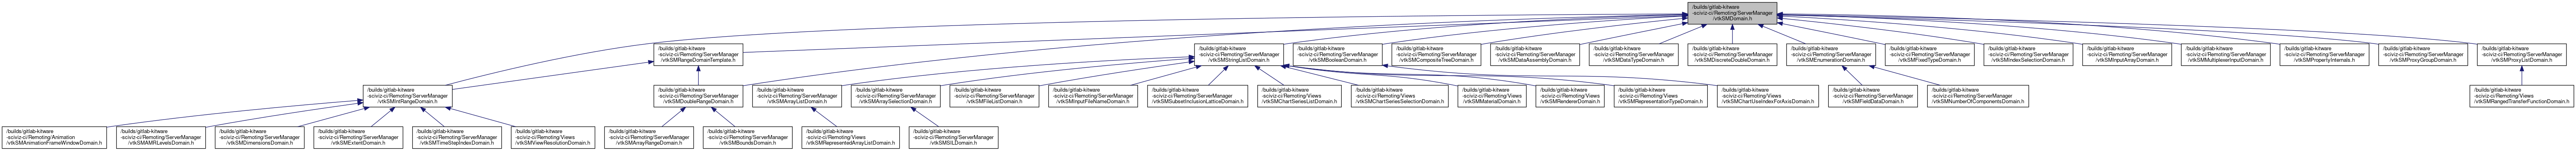 /builds/gitlab-kitware
-sciviz-ci/Remoting/ServerManager
/vtkSMDomain.h
/builds/gitlab-kitware
-sciviz-ci/Remoting/ServerManager
/vtkSMRangeDomainTemplate.h
/builds/gitlab-kitware
-sciviz-ci/Remoting/ServerManager
/vtkSMStringListDomain.h
/builds/gitlab-kitware
-sciviz-ci/Remoting/ServerManager
/vtkSMBooleanDomain.h
/builds/gitlab-kitware
-sciviz-ci/Remoting/ServerManager
/vtkSMCompositeTreeDomain.h
/builds/gitlab-kitware
-sciviz-ci/Remoting/ServerManager
/vtkSMDataAssemblyDomain.h
/builds/gitlab-kitware
-sciviz-ci/Remoting/ServerManager
/vtkSMDataTypeDomain.h
/builds/gitlab-kitware
-sciviz-ci/Remoting/ServerManager
/vtkSMDiscreteDoubleDomain.h
/builds/gitlab-kitware
-sciviz-ci/Remoting/ServerManager
/vtkSMEnumerationDomain.h
/builds/gitlab-kitware
-sciviz-ci/Remoting/ServerManager
/vtkSMFixedTypeDomain.h
/builds/gitlab-kitware
-sciviz-ci/Remoting/ServerManager
/vtkSMIndexSelectionDomain.h
/builds/gitlab-kitware
-sciviz-ci/Remoting/ServerManager
/vtkSMInputArrayDomain.h
/builds/gitlab-kitware
-sciviz-ci/Remoting/ServerManager
/vtkSMMultiplexerInputDomain.h
/builds/gitlab-kitware
-sciviz-ci/Remoting/ServerManager
/vtkSMPropertyInternals.h
/builds/gitlab-kitware
-sciviz-ci/Remoting/ServerManager
/vtkSMProxyGroupDomain.h
/builds/gitlab-kitware
-sciviz-ci/Remoting/ServerManager
/vtkSMProxyListDomain.h
/builds/gitlab-kitware
-sciviz-ci/Remoting/ServerManager
/vtkSMIntRangeDomain.h
/builds/gitlab-kitware
-sciviz-ci/Remoting/ServerManager
/vtkSMDoubleRangeDomain.h
/builds/gitlab-kitware
-sciviz-ci/Remoting/ServerManager
/vtkSMArrayListDomain.h
/builds/gitlab-kitware
-sciviz-ci/Remoting/ServerManager
/vtkSMArraySelectionDomain.h
/builds/gitlab-kitware
-sciviz-ci/Remoting/ServerManager
/vtkSMFileListDomain.h
/builds/gitlab-kitware
-sciviz-ci/Remoting/ServerManager
/vtkSMInputFileNameDomain.h
/builds/gitlab-kitware
-sciviz-ci/Remoting/ServerManager
/vtkSMSubsetInclusionLatticeDomain.h
/builds/gitlab-kitware
-sciviz-ci/Remoting/Views
/vtkSMChartSeriesListDomain.h
/builds/gitlab-kitware
-sciviz-ci/Remoting/Views
/vtkSMChartSeriesSelectionDomain.h
/builds/gitlab-kitware
-sciviz-ci/Remoting/Views
/vtkSMMaterialDomain.h
/builds/gitlab-kitware
-sciviz-ci/Remoting/Views
/vtkSMRendererDomain.h
/builds/gitlab-kitware
-sciviz-ci/Remoting/Views
/vtkSMRepresentationTypeDomain.h
/builds/gitlab-kitware
-sciviz-ci/Remoting/Views
/vtkSMChartUseIndexForAxisDomain.h
/builds/gitlab-kitware
-sciviz-ci/Remoting/ServerManager
/vtkSMFieldDataDomain.h
/builds/gitlab-kitware
-sciviz-ci/Remoting/ServerManager
/vtkSMNumberOfComponentsDomain.h
/builds/gitlab-kitware
-sciviz-ci/Remoting/Views
/vtkSMRangedTransferFunctionDomain.h
/builds/gitlab-kitware
-sciviz-ci/Remoting/Animation
/vtkSMAnimationFrameWindowDomain.h
/builds/gitlab-kitware
-sciviz-ci/Remoting/ServerManager
/vtkSMAMRLevelsDomain.h
/builds/gitlab-kitware
-sciviz-ci/Remoting/ServerManager
/vtkSMDimensionsDomain.h
/builds/gitlab-kitware
-sciviz-ci/Remoting/ServerManager
/vtkSMExtentDomain.h
/builds/gitlab-kitware
-sciviz-ci/Remoting/ServerManager
/vtkSMTimeStepIndexDomain.h
/builds/gitlab-kitware
-sciviz-ci/Remoting/Views
/vtkSMViewResolutionDomain.h
/builds/gitlab-kitware
-sciviz-ci/Remoting/ServerManager
/vtkSMArrayRangeDomain.h
/builds/gitlab-kitware
-sciviz-ci/Remoting/ServerManager
/vtkSMBoundsDomain.h
/builds/gitlab-kitware
-sciviz-ci/Remoting/Views
/vtkSMRepresentedArrayListDomain.h
/builds/gitlab-kitware
-sciviz-ci/Remoting/ServerManager
/vtkSMSILDomain.h